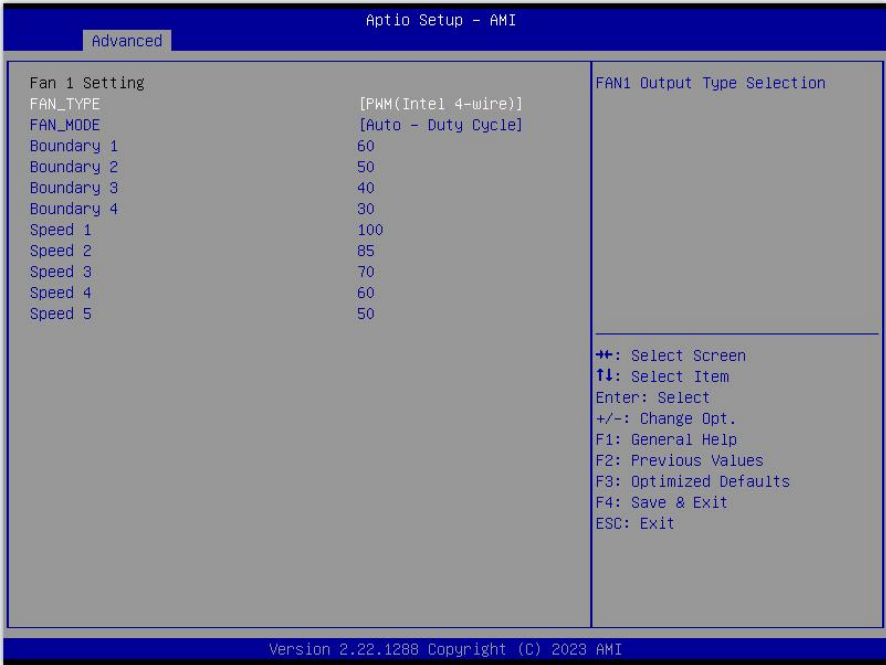 Aptio Setup – AMI
Advanced
Fan 1 Setting
FAN_TYPE [PWM(Intel 4-wire)]
FAN_MODE [Auto – Duty Cycle]
Boundary 1 60
Boundary 2 50
Boundary 3 40
Boundary 4 30
Speed 1 100
Speed 2 85
Speed 3 70
Speed 4 60
Speed 5 50
FAN1 Output Type Selection
→←: Select Screen
↑↓: Select Item
Enter: Select
+/-: Change Opt.
F1: General Help
F2: Previous Values
F3: Optimized Defaults
F4: Save & Exit
ESC: Exit
Version 2.22.1288 Copyright (C) 2023 AMI